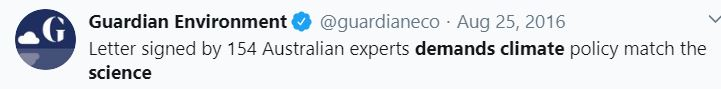 Guardian Environment @guardianeco · Aug 25, 2016
Letter signed by 154 Australian experts demands climate policy match the
science